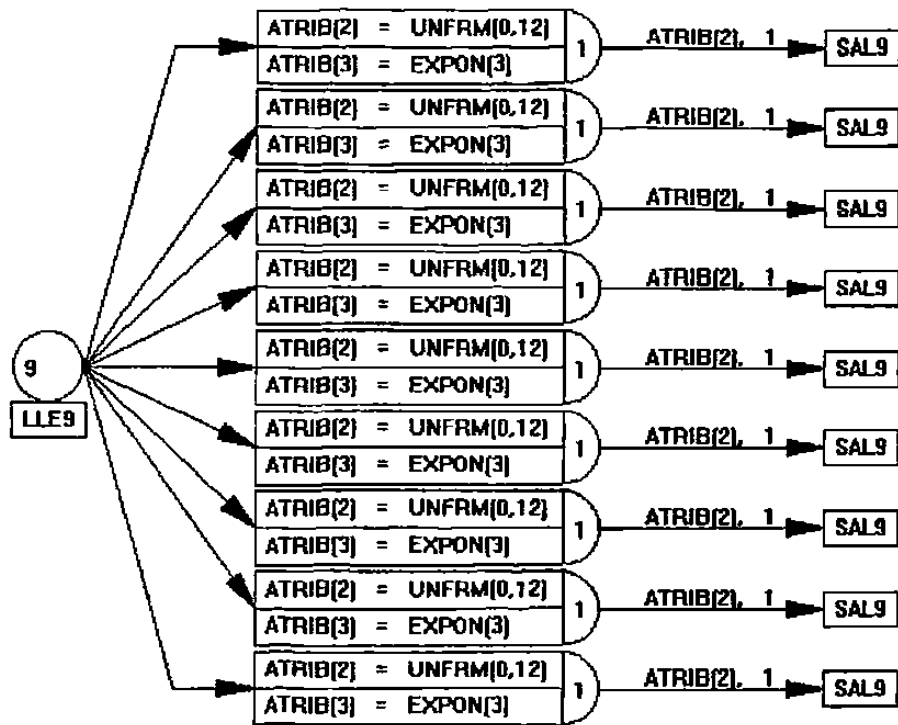 ATRIB(2) = UNFRM(0,12)
ATRIB(3) = EXPON(3)
1
ATRIB(2), 1
SAL9
ATRIB(2) = UNFRM(0,12)
ATRIB(3) = EXPON(3)
1
ATRIB(2), 1
SAL9
ATRIB(2) = UNFRM(0,12)
ATRIB(3) = EXPON(3)
1
ATRIB(2), 1
SAL9
ATRIB(2) = UNFRM(0,12)
ATRIB(3) = EXPON(3)
1
ATRIB(2), 1
SAL9
9
LLE9
ATRIB(2) = UNFRM(0,12)
ATRIB(3) = EXPON(3)
1
ATRIB(2), 1
SAL9
ATRIB(2) = UNFRM(0,12)
ATRIB(3) = EXPON(3)
1
ATRIB(2), 1
SAL9
ATRIB(2) = UNFRM(0,12)
ATRIB(3) = EXPON(3)
1
ATRIB(2), 1
SAL9
ATRIB(2) = UNFRM(0,12)
ATRIB(3) = EXPON(3)
1
ATRIB(2), 1
SAL9
ATRIB(2) = UNFRM(0,12)
ATRIB(3) = EXPON(3)
1
ATRIB(2), 1
SAL9